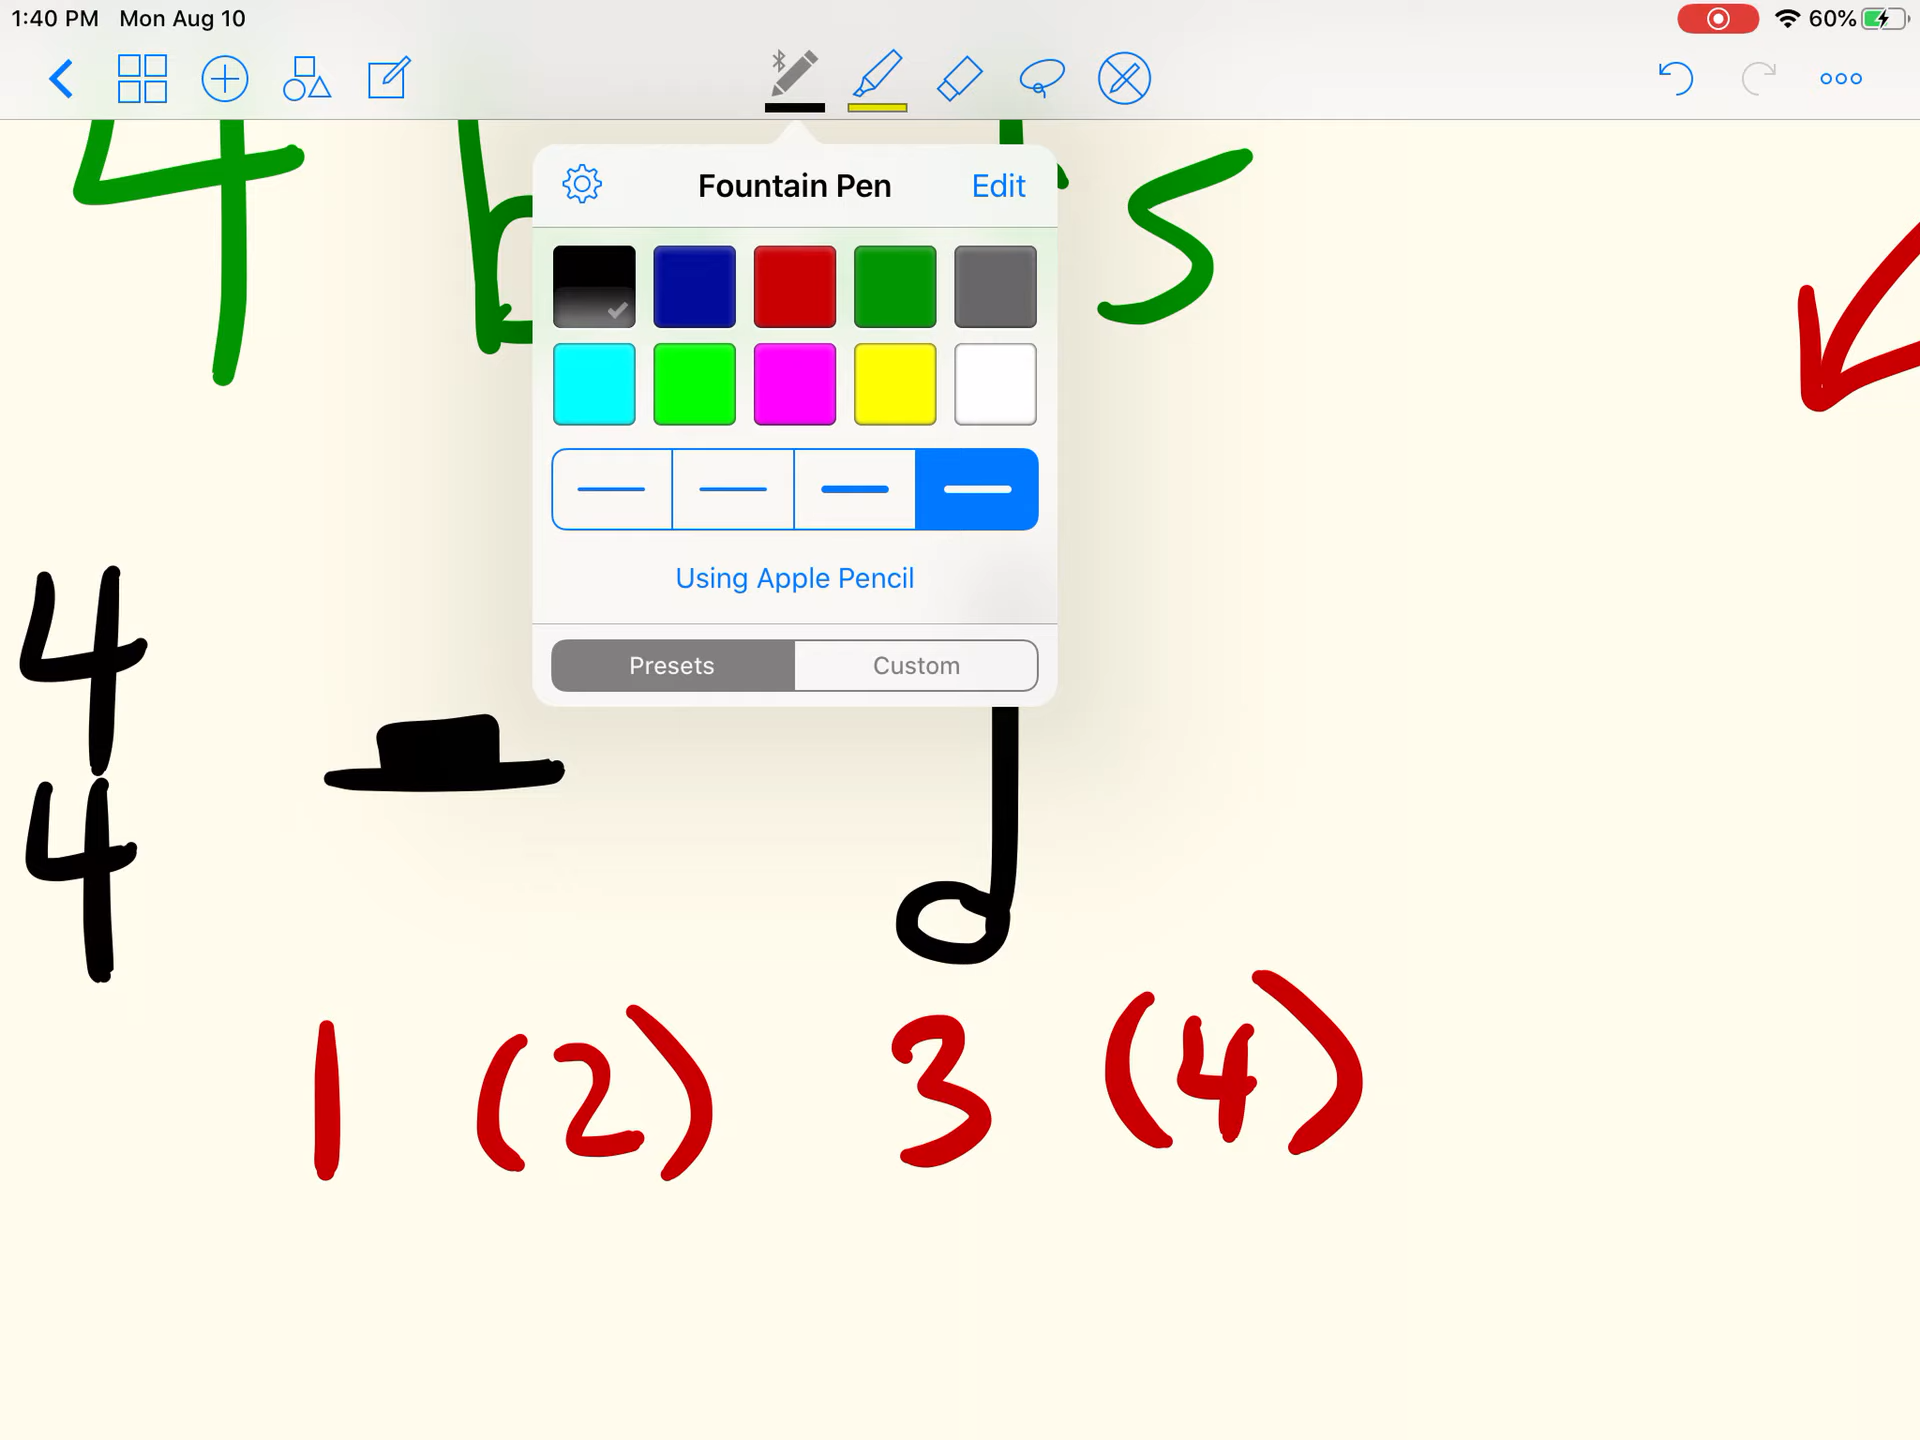 1:40 PM Mon Aug 10
60%
Fountain Pen Edit
4 s
Using Apple Pencil
Presets Custom
4
4
1 (2) 3 (4)